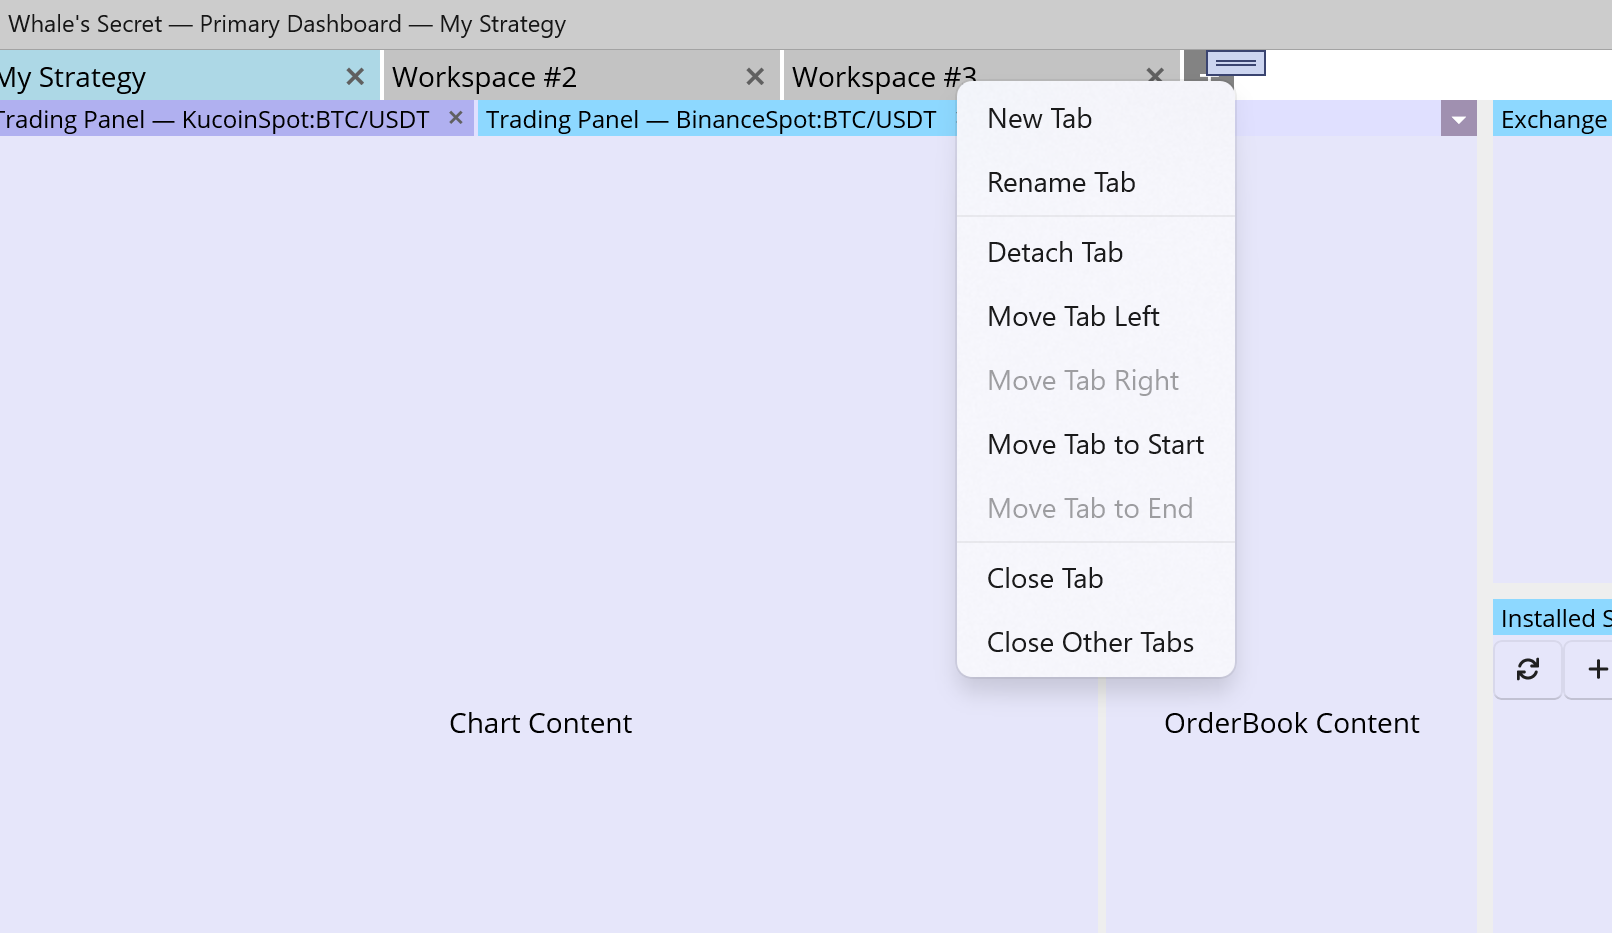 Whale's Secret — Primary Dashboard — My Strategy
My Strategy
Workspace #2
Workspace #3
Trading Panel — KucoinSpot:BTC/USDT
Trading Panel — BinanceSpot:BTC/USDT
Exchange
New Tab
Rename Tab
Detach Tab
Move Tab Left
Move Tab Right
Move Tab to Start
Move Tab to End
Close Tab
Close Other Tabs
Installed S
Chart Content
OrderBook Content